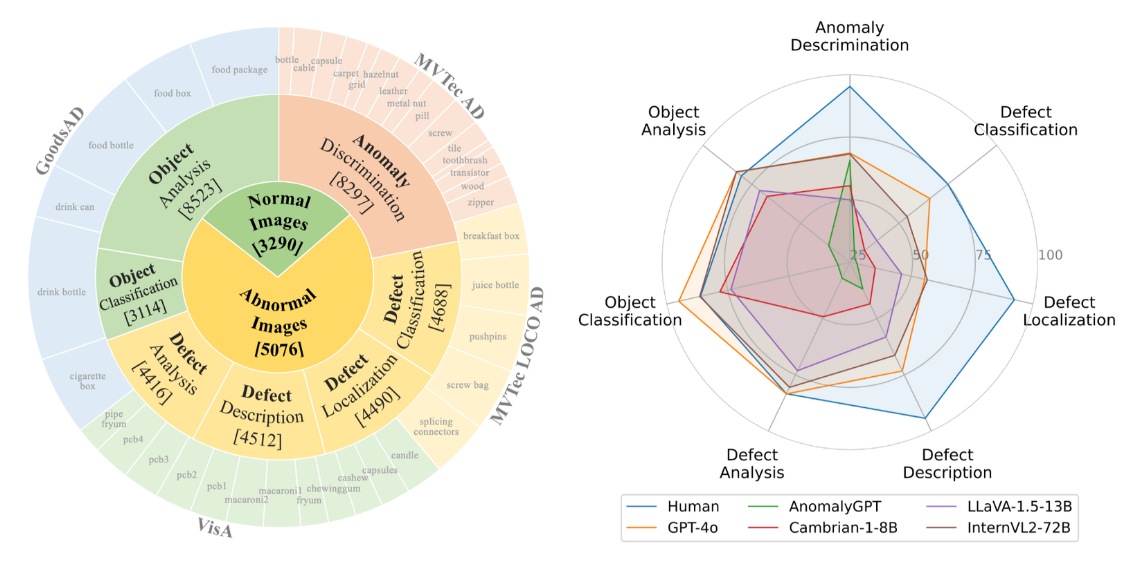 GoodsAD
MVTec AD
MVTec LOCO AD
VisA
food package
food box
food bottle
drink can
drink bottle
cigarette
box
bottle
cable
capsule
carpet
grid
hazelnut
leather
metal nut
pill
screw
tile
toothbrush
transistor
wood
zipper
breakfast box
juice bottle
pushpins
screw bag
splicing
connectors
candle
capsules
cashew
chewinggum
fryum
macaroni1
macaroni2
pcb1
pcb2
pcb3
pcb4
pipe
fryum
Object
Analysis
[8523]
Anomaly
Discrimination
[8297]
Object
Classification
[3114]
Defect
Classification
[4688]
Defect
Localization
[4490]
Defect
Description
[4512]
Defect
Analysis
[4416]
Normal
Images
[3290]
Abnormal
Images
[5076]
Anomaly
Descrimination
Object
Analysis
Defect
Classification
25
50
75
100
Object
Classification
Defect
Localization
Defect
Analysis
Defect
Description
Human
GPT-4o
AnomalyGPT
Cambrian-1-8B
LLaVA-1.5-13B
InternVL2-72B